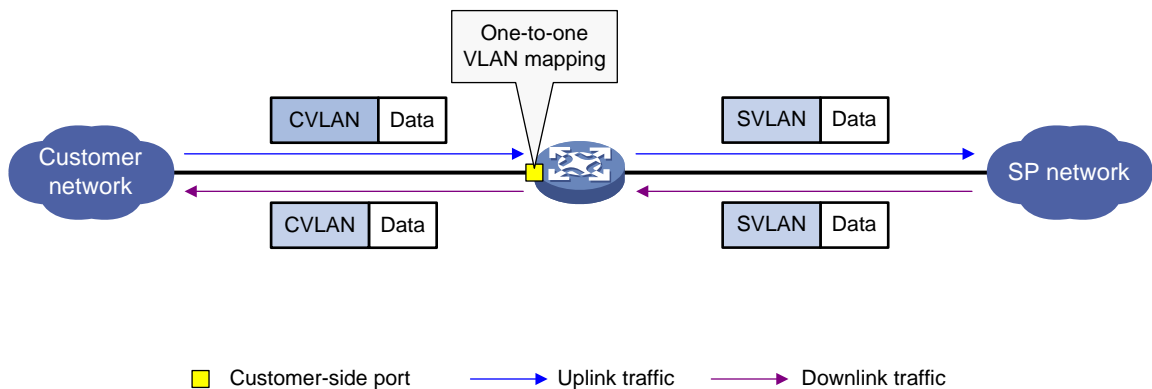 One-to-one
VLAN mapping
CVLAN Data
SVLAN Data
Customer
network
SP network
CVLAN Data
SVLAN Data
Customer-side port
Uplink traffic
Downlink traffic